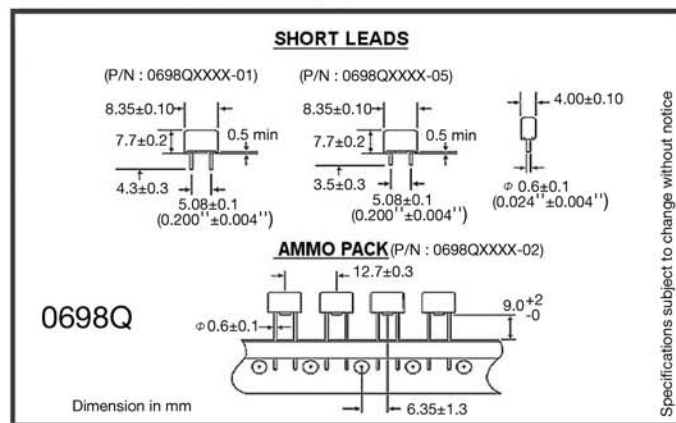 SHORT LEADS
(P/N : 0698QXXXX-01)
(P/N : 0698QXXXX-05)
8.35±0.10
8.35±0.10
4.00±0.10
7.7±0.2
0.5 min
7.7±0.2
0.5 min
4.3±0.3
3.5±0.3
5.08±0.1
(0.200''±0.004'')
5.08±0.1
(0.200''±0.004'')
Φ 0.6±0.1
(0.024''±0.004'')
AMMO PACK (P/N : 0698QXXXX-02)
12.7±0.3
9.0+2
-0
0698Q
Φ0.6±0.1
6.35±1.3
Dimension in mm
Specifications subject to change without notice